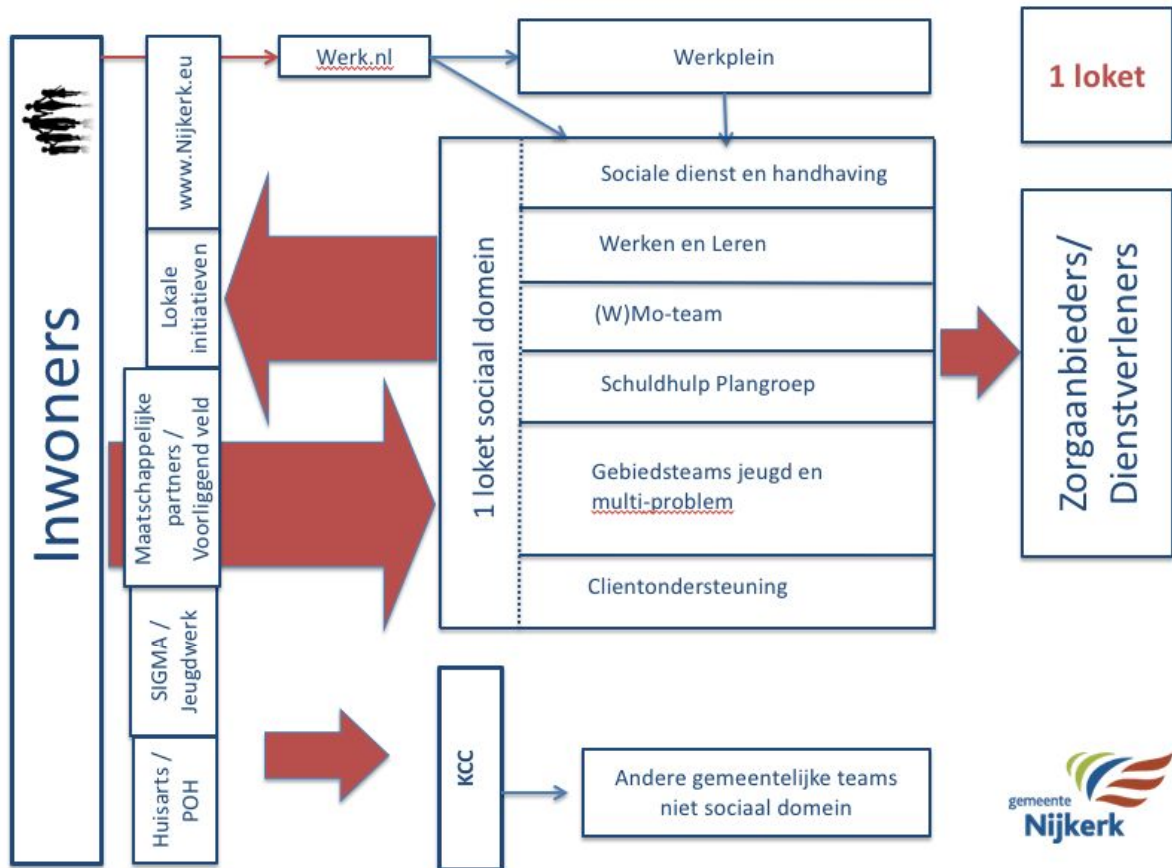 Inwoners
www.Nijkerk.eu
Lokale
initiatieven
Maatschappelijke
partners /
Voorliggend veld
SIGMA /
Jeugdwerk
Huisarts /
POH
Werk.nl
Werkplein
1 loket sociaal domein
Sociale dienst en handhaving
Werken en Leren
(W)Mo-team
Schuldhulp Plangroep
Gebiedsteams jeugd en
multi-problem
Clientondersteuning
KCC
Andere gemeentelijke teams
niet sociaal domein
1 loket
Zorgaanbieders/
Dienstverleners
gemeente
Nijkerk